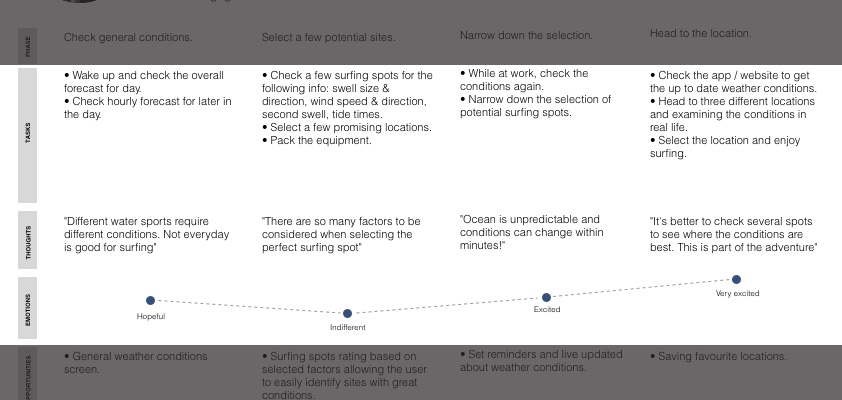 PHASE
Check general conditions.
Select a few potential sites.
Narrow down the selection.
Head to the location.
TASKS
• Wake up and check the overall
forecast for day.
• Check hourly forecast for later in
the day.
• Check a few surfing spots for the
following info: swell size &
direction, wind speed & direction,
second swell, tide times.
• Select a few promising locations.
• Pack the equipment.
• While at work, check the
conditions again.
• Narrow down the selection of
potential surfing spots.
• Check the app / website to get
the up to date weather conditions.
• Head to three different locations
and examining the conditions in
real life.
• Select the location and enjoy
surfing.
THOUGHTS
"Different water sports require
different conditions. Not everyday
is good for surfing"
"There are so many factors to be
considered when selecting the
perfect surfing spot"
"Ocean is unpredictable and
conditions can change within
minutes!"
"It's better to check several spots
to see where the conditions are
best. This is part of the adventure"
EMOTIONS
Hopeful
Indifferent
Excited
Very excited
• General weather conditions
screen.
• Surfing spots rating based on
selected factors allowing the user
to easily identify sites with great
conditions.
• Set reminders and live updated
about weather conditions.
• Saving favourite locations.